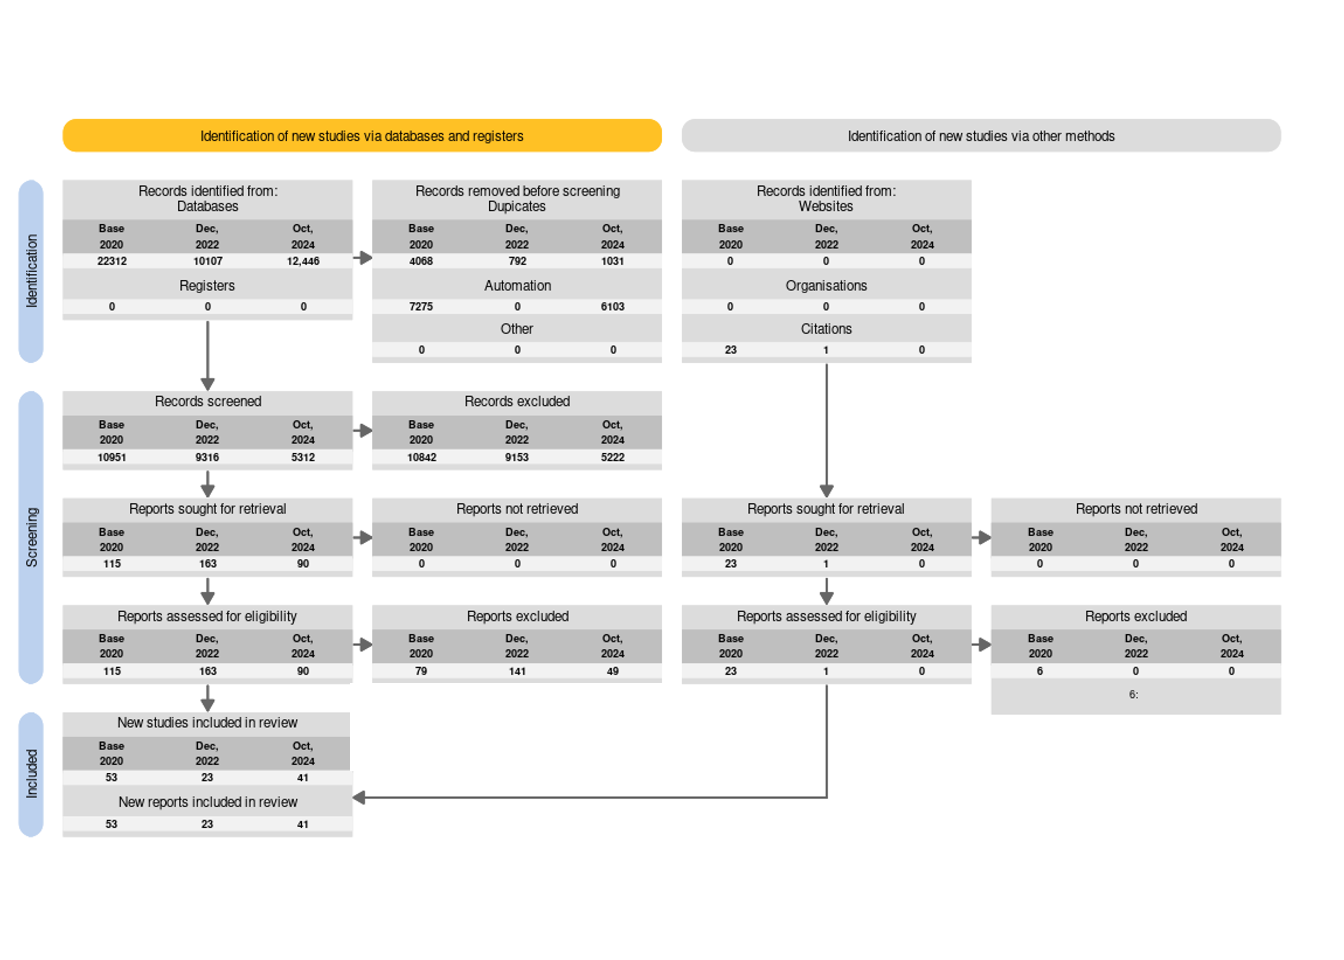 Identification of new studies via databases and registers
Identification of new studies via other methods
Identification
Records identified from:
Databases
Base Dec, Oct,
2020 2022 2024
22312 10107 12,446
Registers
0 0 0
Records removed before screening
Dupicates
Base Dec, Oct,
2020 2022 2024
4068 792 1031
Automation
7275 0 6103
Other
0 0 0
Records identified from:
Websites
Base Dec, Oct,
2020 2022 2024
0 0 0
Organisations
0 0 0
Citations
23 1 0
Screening
Records screened
Base Dec, Oct,
2020 2022 2024
10951 9316 5312
Records excluded
Base Dec, Oct,
2020 2022 2024
10842 9153 5222
Reports sought for retrieval
Base Dec, Oct,
2020 2022 2024
115 163 90
Reports not retrieved
Base Dec, Oct,
2020 2022 2024
0 0 0
Reports sought for retrieval
Base Dec, Oct,
2020 2022 2024
23 1 0
Reports not retrieved
Base Dec, Oct,
2020 2022 2024
0 0 0
Reports assessed for eligibility
Base Dec, Oct,
2020 2022 2024
115 163 90
Reports excluded
Base Dec, Oct,
2020 2022 2024
79 141 49
Reports assessed for eligibility
Base Dec, Oct,
2020 2022 2024
23 1 0
Reports excluded
Base Dec, Oct,
2020 2022 2024
6 0 0
6:
Included
New studies included in review
Base Dec, Oct,
2020 2022 2024
53 23 41
New reports included in review
53 23 41